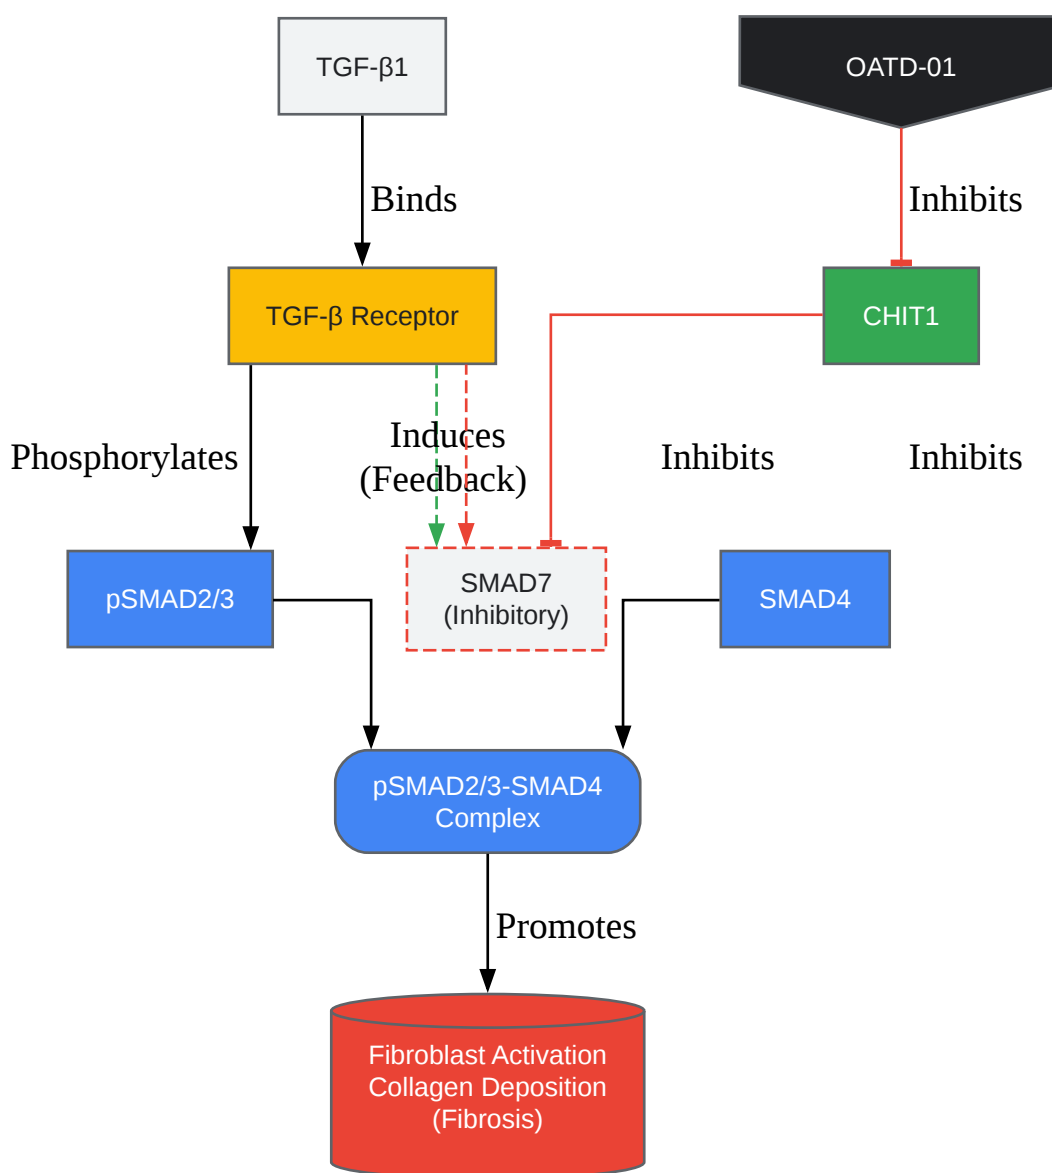 TGF-β1
OATD-01
Binds
Inhibits
TGF-β Receptor
CHIT1
Phosphorylates
Induces
(Feedback)
Inhibits
Inhibits
pSMAD2/3
SMAD7
(Inhibitory)
SMAD4
pSMAD2/3-SMAD4
Complex
Promotes
Fibroblast Activation
Collagen Deposition
(Fibrosis)